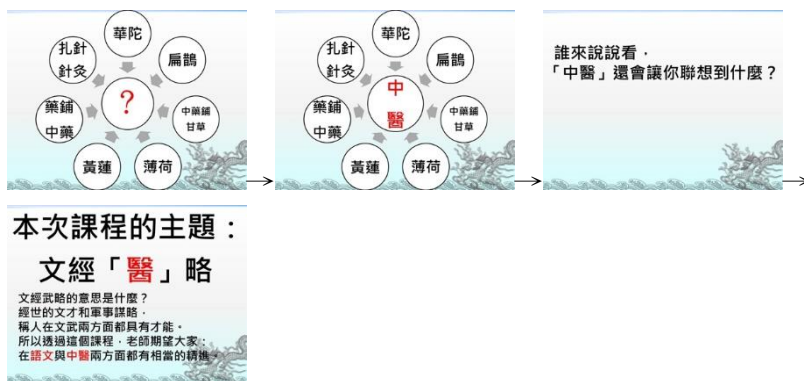 華陀
扎針
針灸
扁鵲
?
藥鋪
中藥
中藥鋪
甘草
黃蓮
薄荷
華陀
扎針
針灸
扁鵲
中
醫
藥鋪
中藥
中藥鋪
甘草
黃蓮
薄荷
誰來說說看，
「中醫」還會讓你聯想到什麼？
本次課程的主題：
文經「醫」略
文經武略的意思是什麼？
經世的文才和軍事謀略，
稱人在文武兩方面都具有才能。
所以透過這個課程，老師期望大家：
在語文與中醫兩方面都有相當的精進。